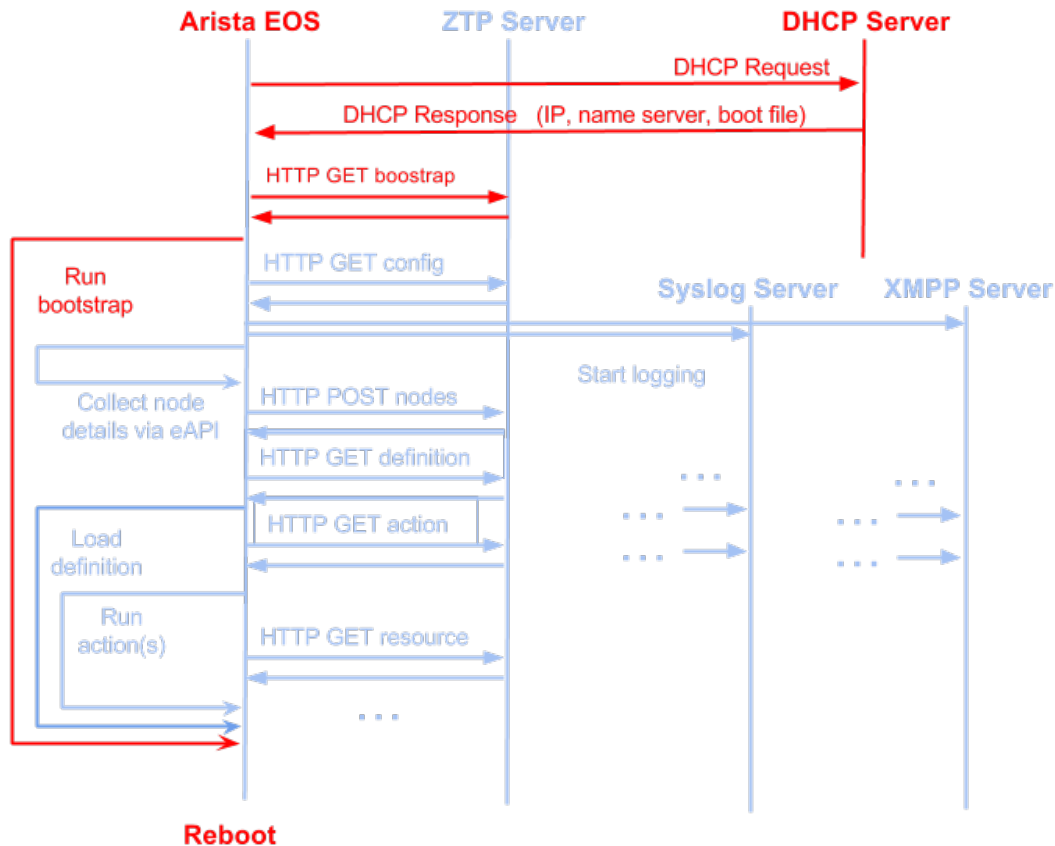 Arista EOS
ZTP Server
DHCP Server
DHCP Request
DHCP Response (IP, name server, boot file)
HTTP GET boostrap
Run
bootstrap
HTTP GET config
Syslog Server
XMPP Server
Start logging
Collect node
details via eAPI
HTTP POST nodes
HTTP GET definition
. . .
. . .
HTTP GET action
. . .
. . .
Load
definition
. . .
. . .
Run
action(s)
HTTP GET resource
. . .
Reboot